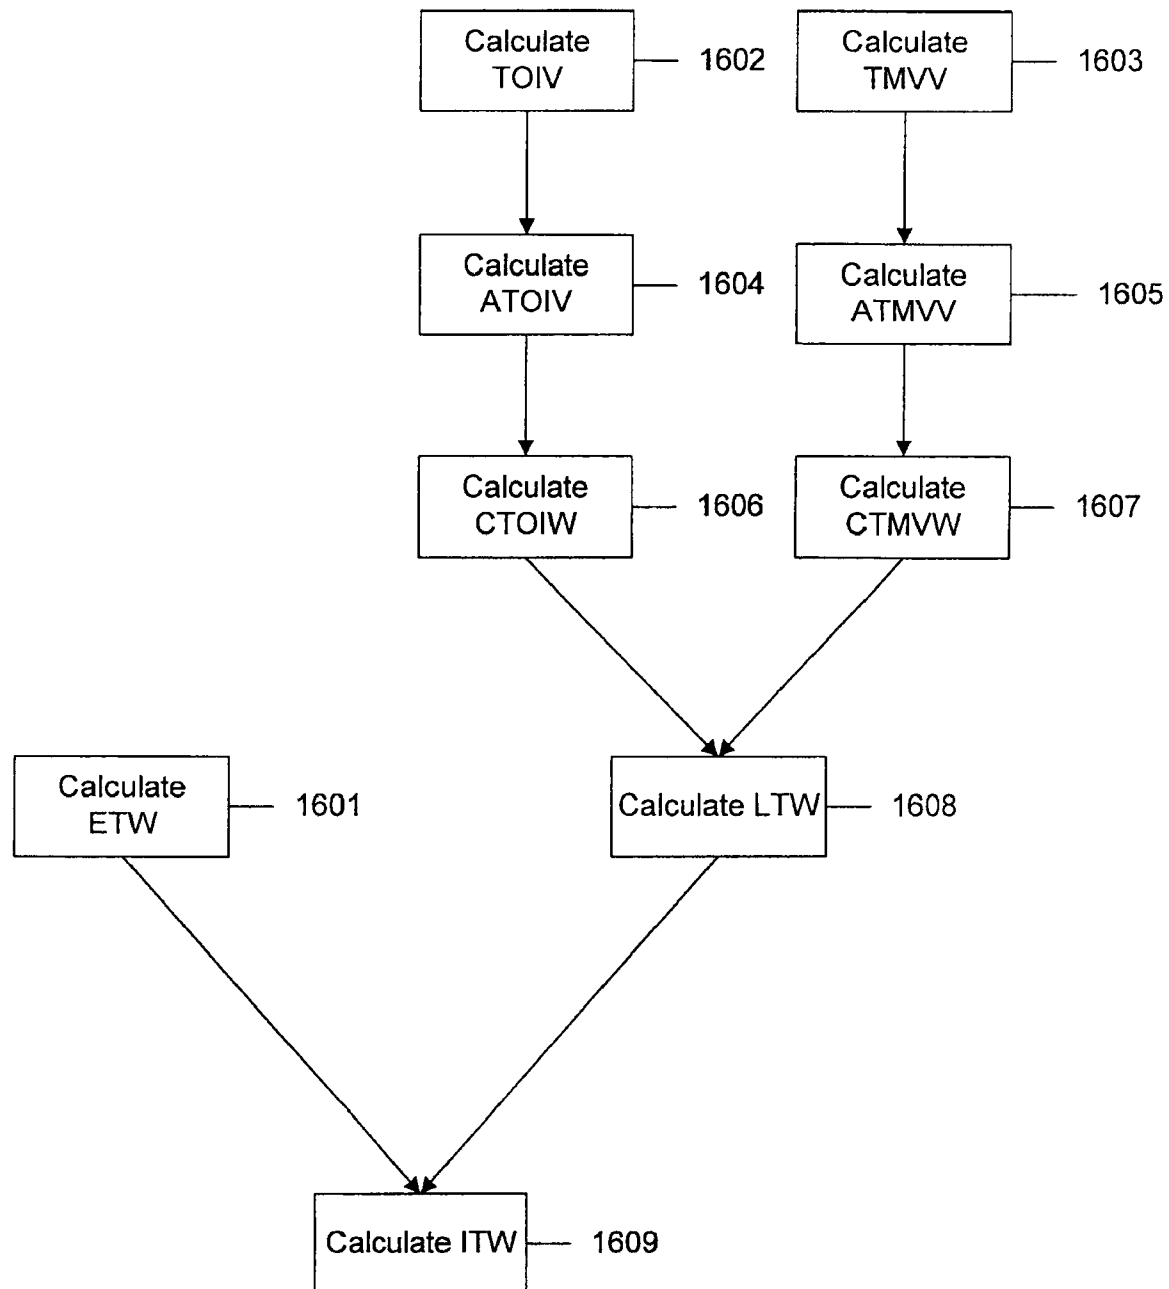 Calculate
TOIV
1602
Calculate
TMVV
1603
Calculate
ATOIV
1604
Calculate
ATMVV
1605
Calculate
CTOIW
1606
Calculate
CTMVW
1607
Calculate
ETW
1601
Calculate LTW
1608
Calculate ITW
1609